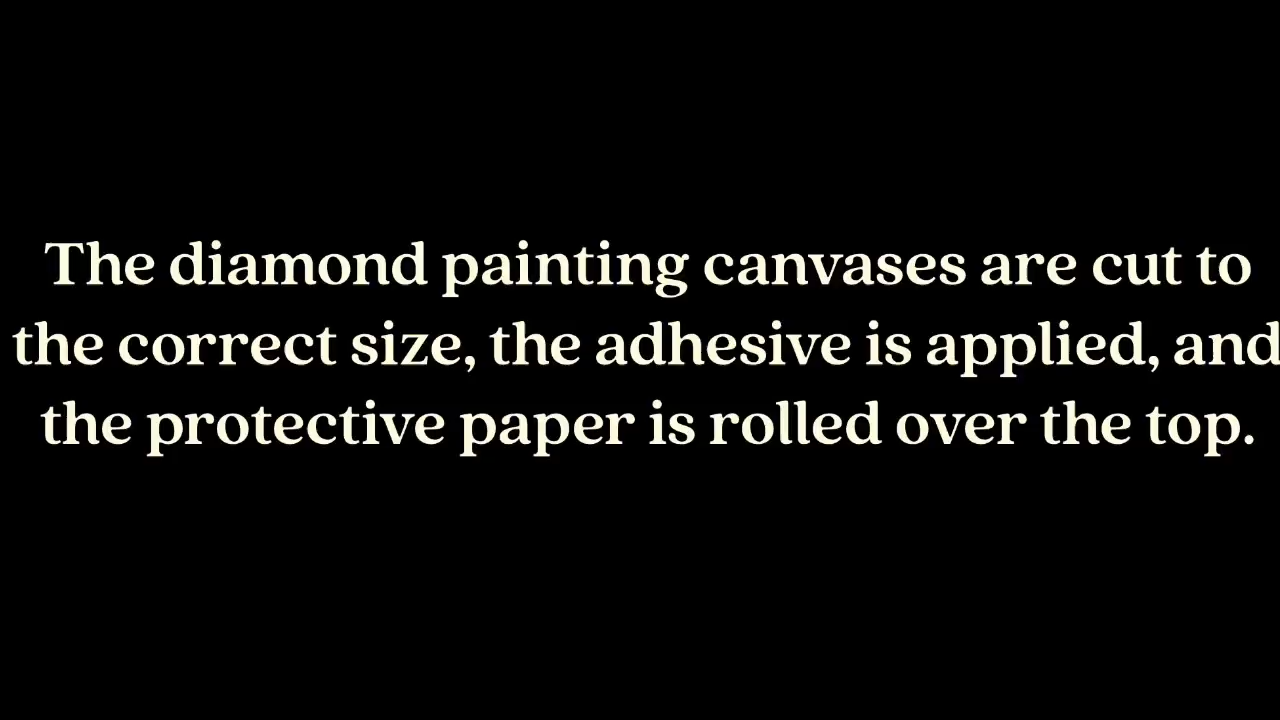 The diamond painting canvases are cut to
the correct size, the adhesive is applied, and
the protective paper is rolled over the top.